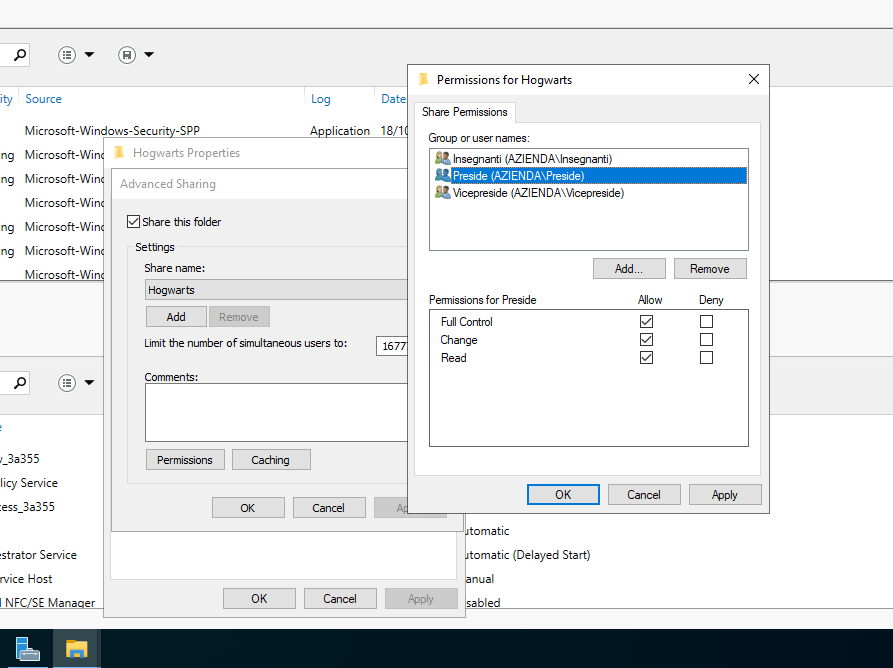 ity Source Log Date
Microsoft-Windows-Security-SPP Application 18/10
ng Microsoft-Wind
ng Microsoft-Wind
Microsoft-Wind
ng Microsoft-Wind
ng Microsoft-Wind
Microsoft-Wind
Hogwarts Properties
Advanced Sharing
Share this folder
Settings
Share name:
Hogwarts
Add Remove
Limit the number of simultaneous users to: 1677
Comments:
Permissions Caching
OK Cancel Ap
OK Cancel Apply
Permissions for Hogwarts
Share Permissions
Group or user names:
Insegnanti (AZIENDA\Insegnanti)
Preside (AZIENDA\Preside)
Vicepreside (AZIENDA\Vicepreside)
Add... Remove
Permissions for Preside Allow Deny
Full Control
Change
Read
OK Cancel Apply
e
v_3a355
licy Service
cess_3a355
utomatic
estrator Service utomatic (Delayed Start)
rvice Host anual
l NFC/SE Manager isabled